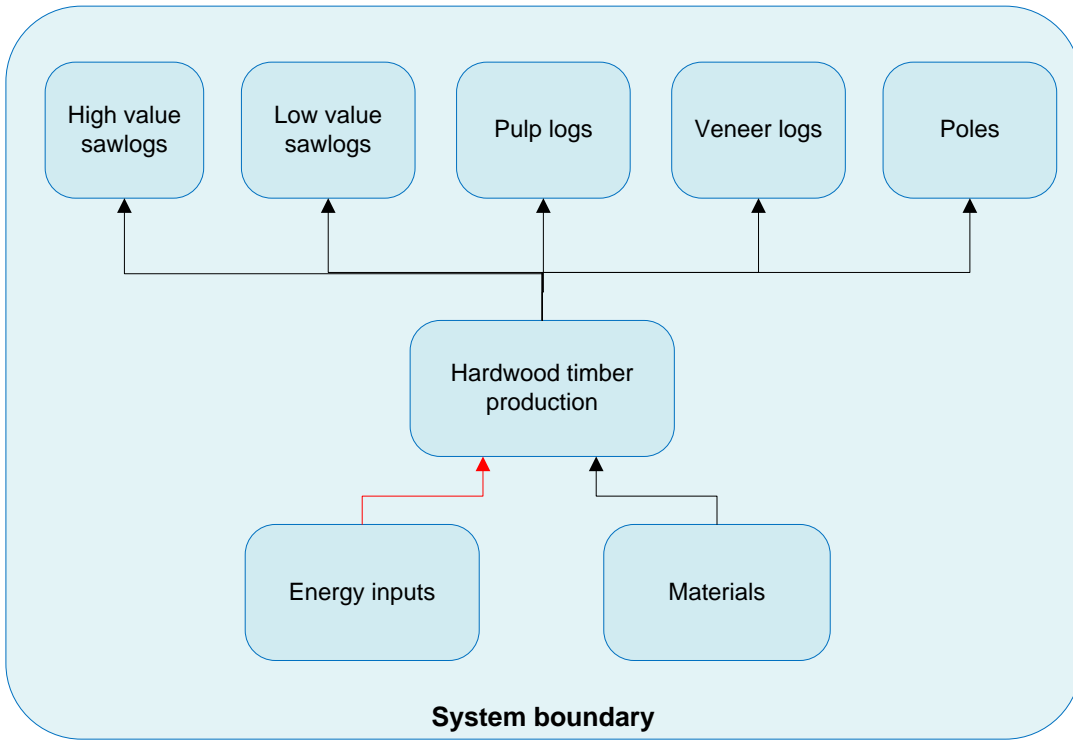 High value
sawlogs
Low value
sawlogs
Pulp logs
Veneer logs
Poles
Hardwood timber
production
Energy inputs
Materials
System boundary